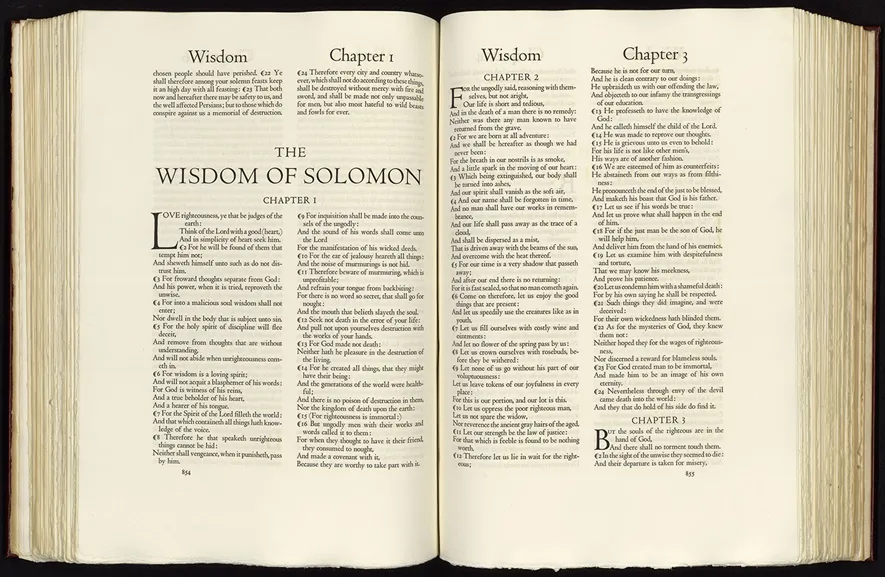 Wisdom
Chapter 1
chosen people should have perished. ¶22 Ye
shall therefore among your solemn feasts keep
it an high day with all feasting: ¶23 That both
now and hereafter there may be safety to us, and
the well affected Persians; but to those which do
conspire against us a memorial of destruction.
¶24 Therefore every city and country whatso-
ever, which shall not do according to these things,
shall be destroyed without mercy with fire and
sword, and shall be made not only unpassable
for men, but also most hateful to wild beasts
and fowls for ever.
THE
WISDOM OF SOLOMON
CHAPTER 1
LOVE righteousness, ye that be judges of the
earth:
Think of the Lord with a good (heart,)
And in simplicity of heart seek him.
¶2 For he will be found of them that
tempt him not;
And sheweth himself unto such as do not dis-
trust him.
¶3 For froward thoughts separate from God:
And his power, when it is tried, reproveth the
unwise.
¶4 For into a malicious soul wisdom shall not
enter;
Nor dwell in the body that is subject unto sin.
¶5 For the holy spirit of discipline will flee
deceit,
And remove from thoughts that are without
understanding,
And will not abide when unrighteousness com-
eth in.
¶6 For wisdom is a loving spirit;
And will not acquit a blasphemer of his words:
For God is witness of his reins,
And a true beholder of his heart,
And a hearer of his tongue.
¶7 For the Spirit of the Lord filleth the world:
And that which containeth all things hath know-
ledge of the voice.
¶8 Therefore he that speaketh unrighteous
things cannot be hid:
Neither shall vengeance, when it punisheth, pass
by him.
¶9 For inquisition shall be made into the coun-
sels of the ungodly:
And the sound of his words shall come unto
the Lord
For the manifestation of his wicked deeds.
¶10 For the ear of jealousy heareth all things:
And the noise of murmurings is not hid.
¶11 Therefore beware of murmuring, which is
unprofitable;
And refrain your tongue from backbiting:
For there is no word so secret, that shall go for
nought:
And the mouth that belieth slayeth the soul.
¶12 Seek not death in the error of your life:
And pull not upon yourselves destruction with
the works of your hands.
¶13 For God made not death:
Neither hath he pleasure in the destruction of
the living.
¶14 For he created all things, that they might
have their being:
And the generations of the world were health-
ful;
And there is no poison of destruction in them,
Nor the kingdom of death upon the earth:
¶15 (For righteousness is immortal:)
¶16 But ungodly men with their works and
words called it to them:
For when they thought to have it their friend,
they consumed to nought,
And made a covenant with it,
Because they are worthy to take part with it.
854
Wisdom
Chapter 3
CHAPTER 2
FOR the ungodly said, reasoning with them-
selves, but not aright,
Our life is short and tedious,
And in the death of a man there is no remedy:
Neither was there any man known to have
returned from the grave.
¶2 For we are born at all adventure:
And we shall be hereafter as though we had
never been:
For the breath in our nostrils is as smoke,
And a little spark in the moving of our heart:
¶3 Which being extinguished, our body shall
be turned into ashes,
And our spirit shall vanish as the soft air,
¶4 And our name shall be forgotten in time,
And no man shall have our works in remem-
brance,
And our life shall pass away as the trace of a
cloud,
And shall be dispersed as a mist,
That is driven away with the beams of the sun,
And overcome with the heat thereof.
¶5 For our time is a very shadow that passeth
away;
And after our end there is no returning:
For it is fast sealed, so that no man cometh again.
¶6 Come on therefore, let us enjoy the good
things that are present:
And let us speedily use the creatures like as in
youth.
¶7 Let us fill ourselves with costly wine and
ointments:
And let no flower of the spring pass by us:
¶8 Let us crown ourselves with rosebuds, be-
fore they be withered:
¶9 Let none of us go without his part of our
voluptuousness:
Let us leave tokens of our joyfulness in every
place:
For this is our portion, and our lot is this.
¶10 Let us oppress the poor righteous man,
Let us not spare the widow,
Nor reverence the ancient gray hairs of the aged.
¶11 Let our strength be the law of justice:
For that which is feeble is found to be nothing
worth.
¶12 Therefore let us lie in wait for the right-
eous;
Because he is not for our turn,
And he is clean contrary to our doings:
He upbraideth us with our offending the law,
And objecteth to our infamy the transgressings
of our education.
¶13 He professeth to have the knowledge of
God:
And he calleth himself the child of the Lord.
¶14 He was made to reprove our thoughts.
¶15 He is grievous unto us even to behold:
For his life is not like other men's,
His ways are of another fashion.
¶16 We are esteemed of him as counterfeits:
He abstaineth from our ways as from filthi-
ness:
He pronounceth the end of the just to be blessed,
And maketh his boast that God is his father.
¶17 Let us see if his words be true:
And let us prove what shall happen in the end
of him.
¶18 For if the just man be the son of God, he
will help him,
And deliver him from the hand of his enemies.
¶19 Let us examine him with despitefulness
and torture,
That we may know his meekness,
And prove his patience.
¶20 Let us condemn him with a shameful death:
For by his own saying he shall be respected.
¶21 Such things they did imagine, and were
deceived:
For their own wickedness hath blinded them.
¶22 As for the mysteries of God, they knew
them not:
Neither hoped they for the wages of righteous-
ness,
Nor discerned a reward for blameless souls.
¶23 For God created man to be immortal,
And made him to be an image of his own
eternity.
¶24 Nevertheless through envy of the devil
came death into the world:
And they that do hold of his side do find it.
CHAPTER 3
BUT the souls of the righteous are in the
hand of God,
And there shall no torment touch them.
¶2 In the sight of the unwise they seemed to die:
And their departure is taken for misery,
855